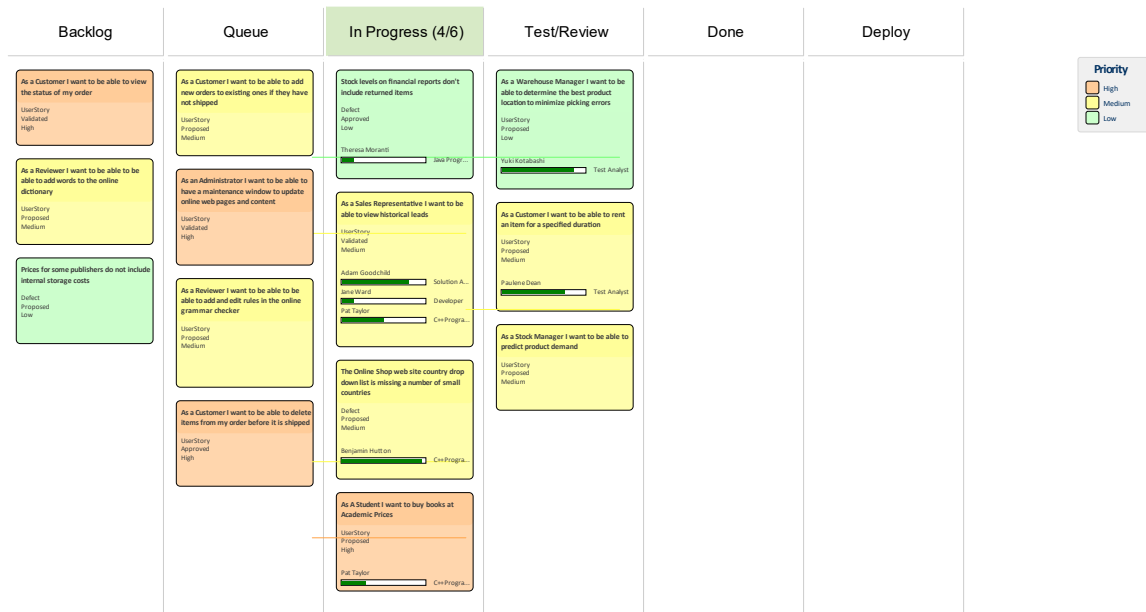 Backlog
Queue
In Progress (4/6)
Test/Review
Done
Deploy
As a Customer I want to be able to view
the status of my order
UserStory
Validated
High
As a Reviewer I want to be able to be
able to add words to the online
dictionary
UserStory
Proposed
Medium
Prices for some publishers do not include
internal storage costs
Defect
Proposed
Low
As a Customer I want to be able to add
new orders to existing ones if they have
not shipped
UserStory
Proposed
Medium
As an Administrator I want to be able to
have a maintenance window to update
online web pages and content
UserStory
Validated
High
As a Reviewer I want to be able to be
able to add and edit rules in the online
grammar checker
UserStory
Proposed
Medium
As a Customer I want to be able to delete
items from my order before it is shipped
UserStory
Approved
High
Stock levels on financial reports don't
include returned items
Defect
Approved
Low
Theresa Moranti
Java Progr...
As a Sales Representative I want to be
able to view historical leads
UserStory
Validated
Medium
Adam Goodchild
Solution A...
Jane Ward
Developer
Pat Taylor
C++Progra...
The Online Shop web site country drop
down list is missing a number of small
countries
Defect
Proposed
Medium
Benjamin Hutton
C++Progra...
As A Student I want to buy books at
Academic Prices
UserStory
Proposed
High
Pat Taylor
C++Progra...
As a Warehouse Manager I want to be
able to determine the best product
location to minimize picking errors
UserStory
Proposed
Low
Yuki Kotabashi
Test Analyst
As a Customer I want to be able to rent
an item for a specified duration
UserStory
Proposed
Medium
Paulene Dean
Test Analyst
As a Stock Manager I want to be able to
predict product demand
UserStory
Proposed
Medium
Priority
High
Medium
Low